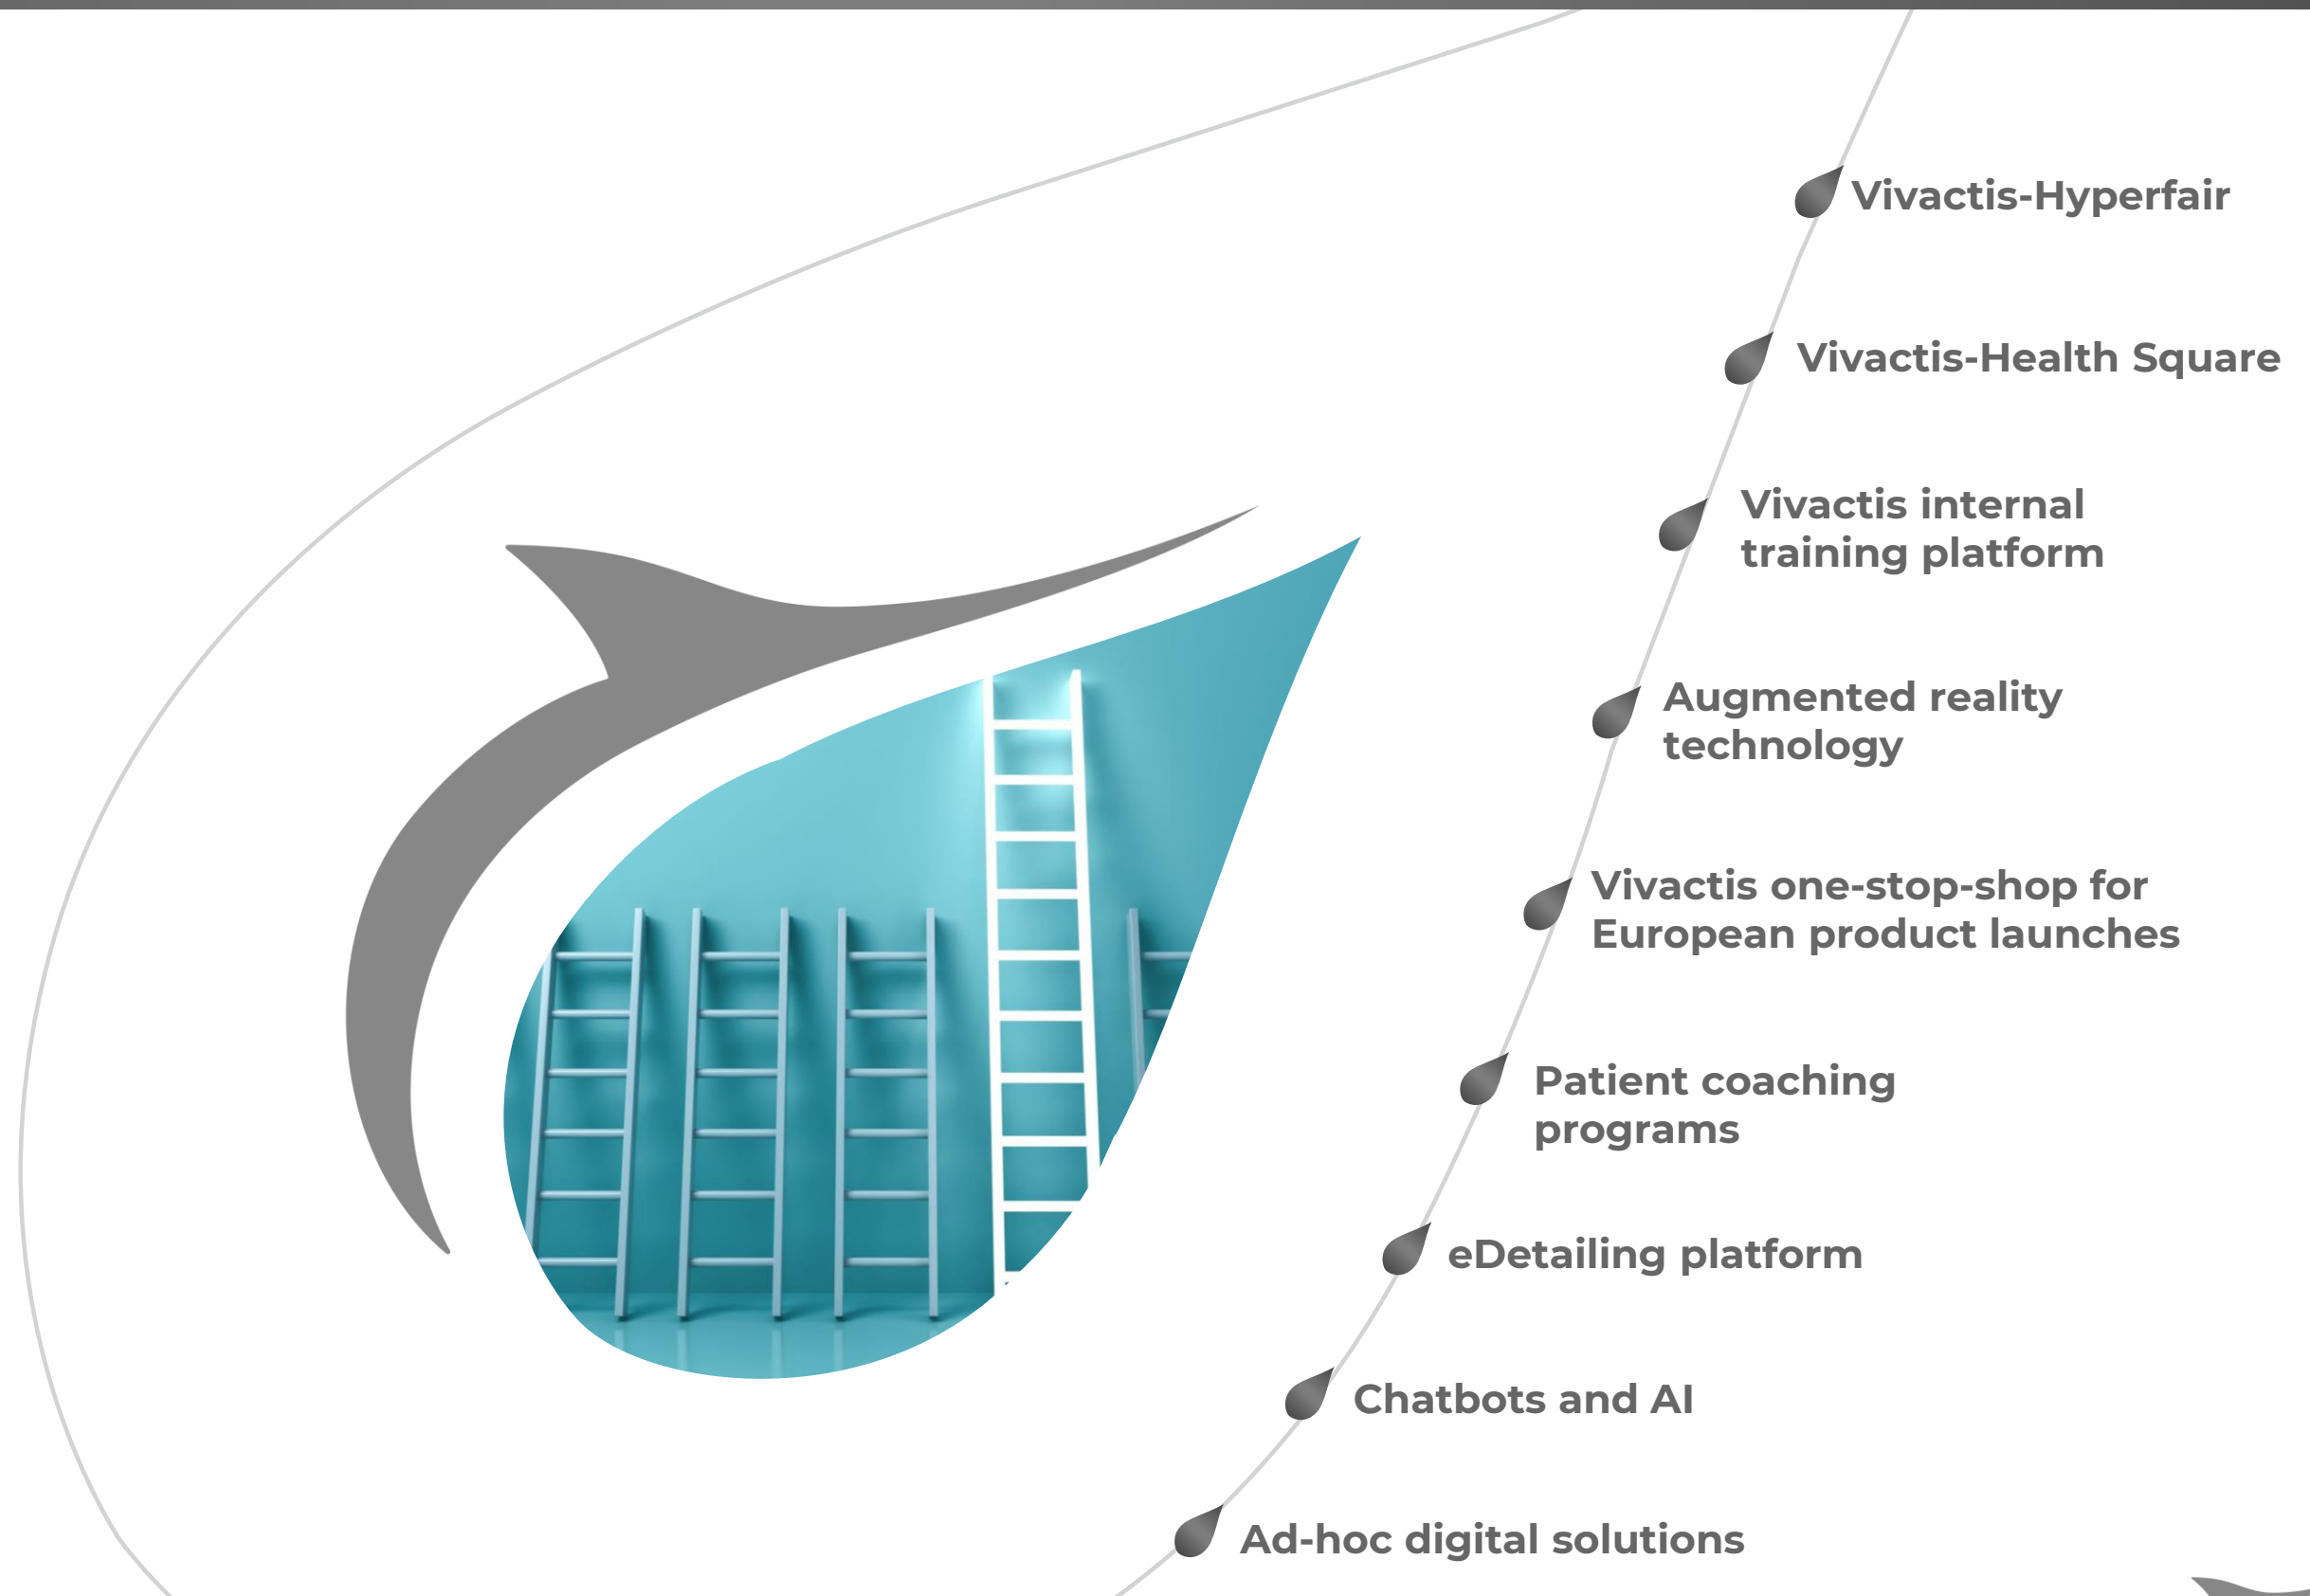 Vivactis-Hyperfair
Vivactis-Health Square
Vivactis internal
training platform
Augmented reality
technology
Vivactis one-stop-shop for
European product launches
Patient coaching
programs
eDetailing platform
Chatbots and AI
Ad-hoc digital solutions